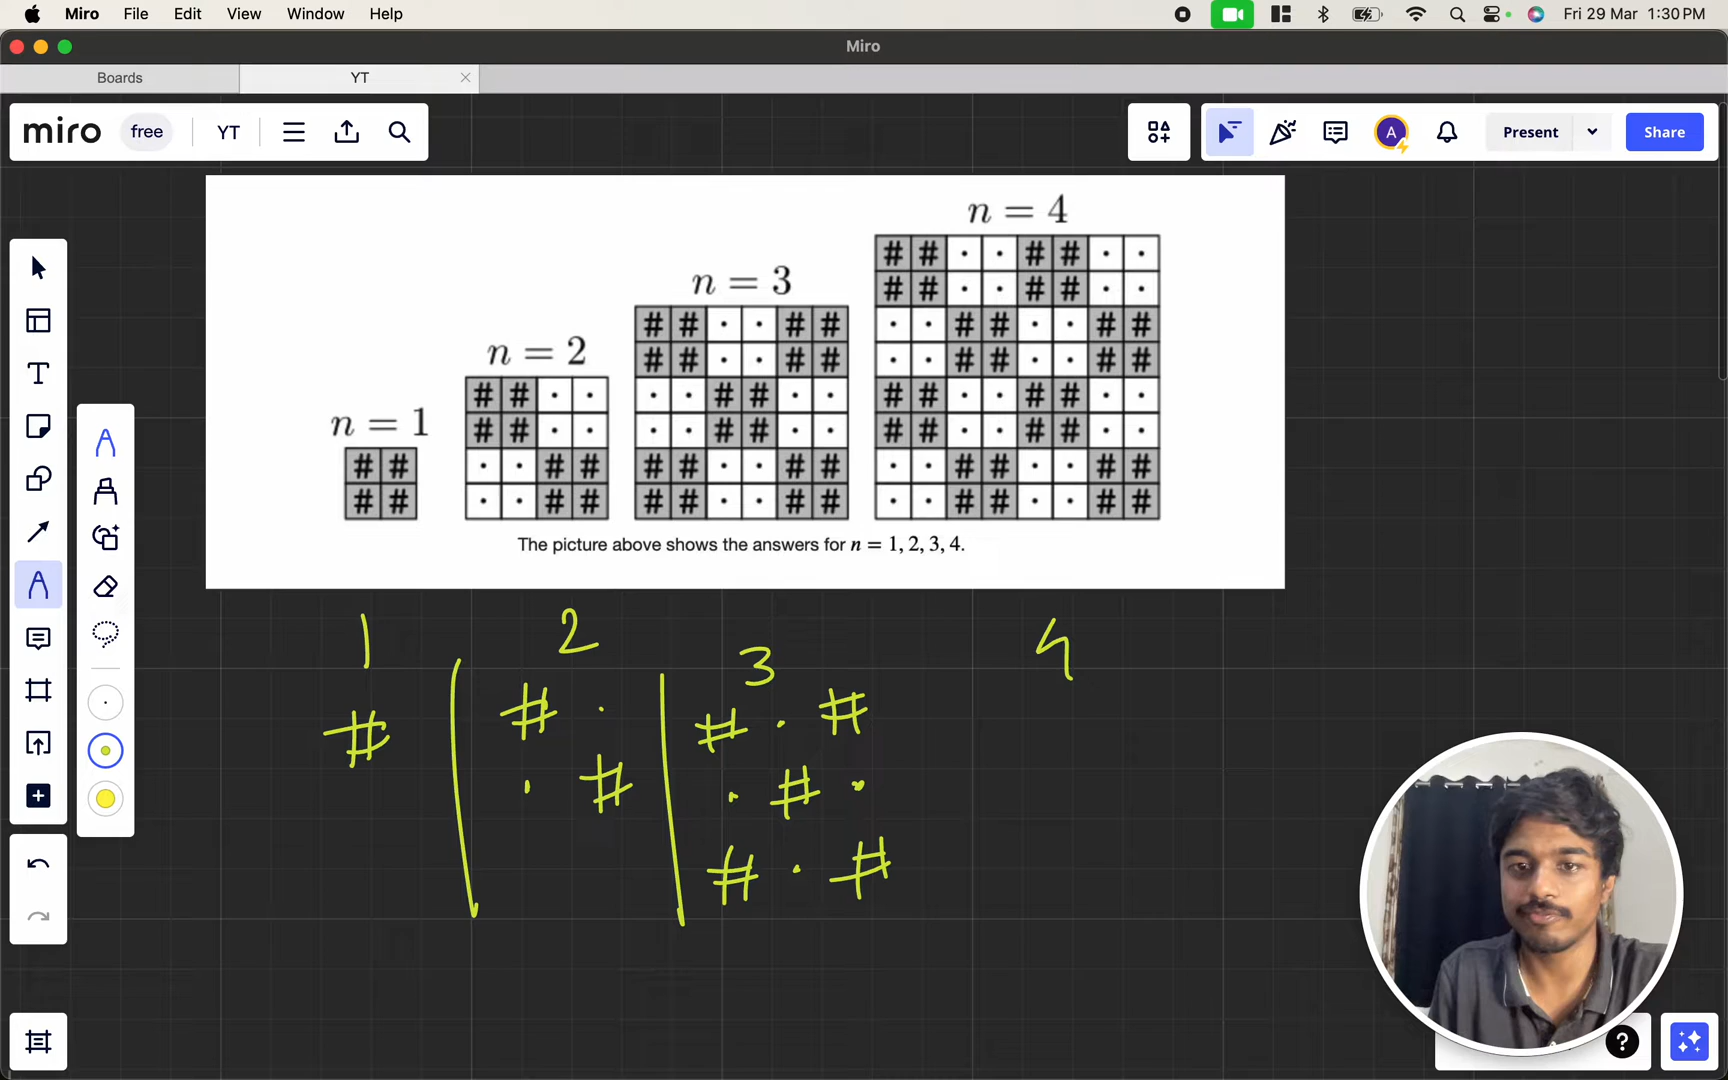 Miro File Edit View Window Help Fri 29 Mar 1:30 PM
Miro
Boards YT
miro free YT Present Share
A
n = 1
##
##
n = 2
##··
##··
··##
··##
n = 3
##··##
##··##
··##··
··##··
##··##
##··##
n = 4
##··##··
##··##··
··##··##
··##··##
##··##··
##··##··
··##··##
··##··##
The picture above shows the answers for n = 1, 2, 3, 4.
1 2 3 4
#
# ·
· #
# · #
· # ·
# · #
?